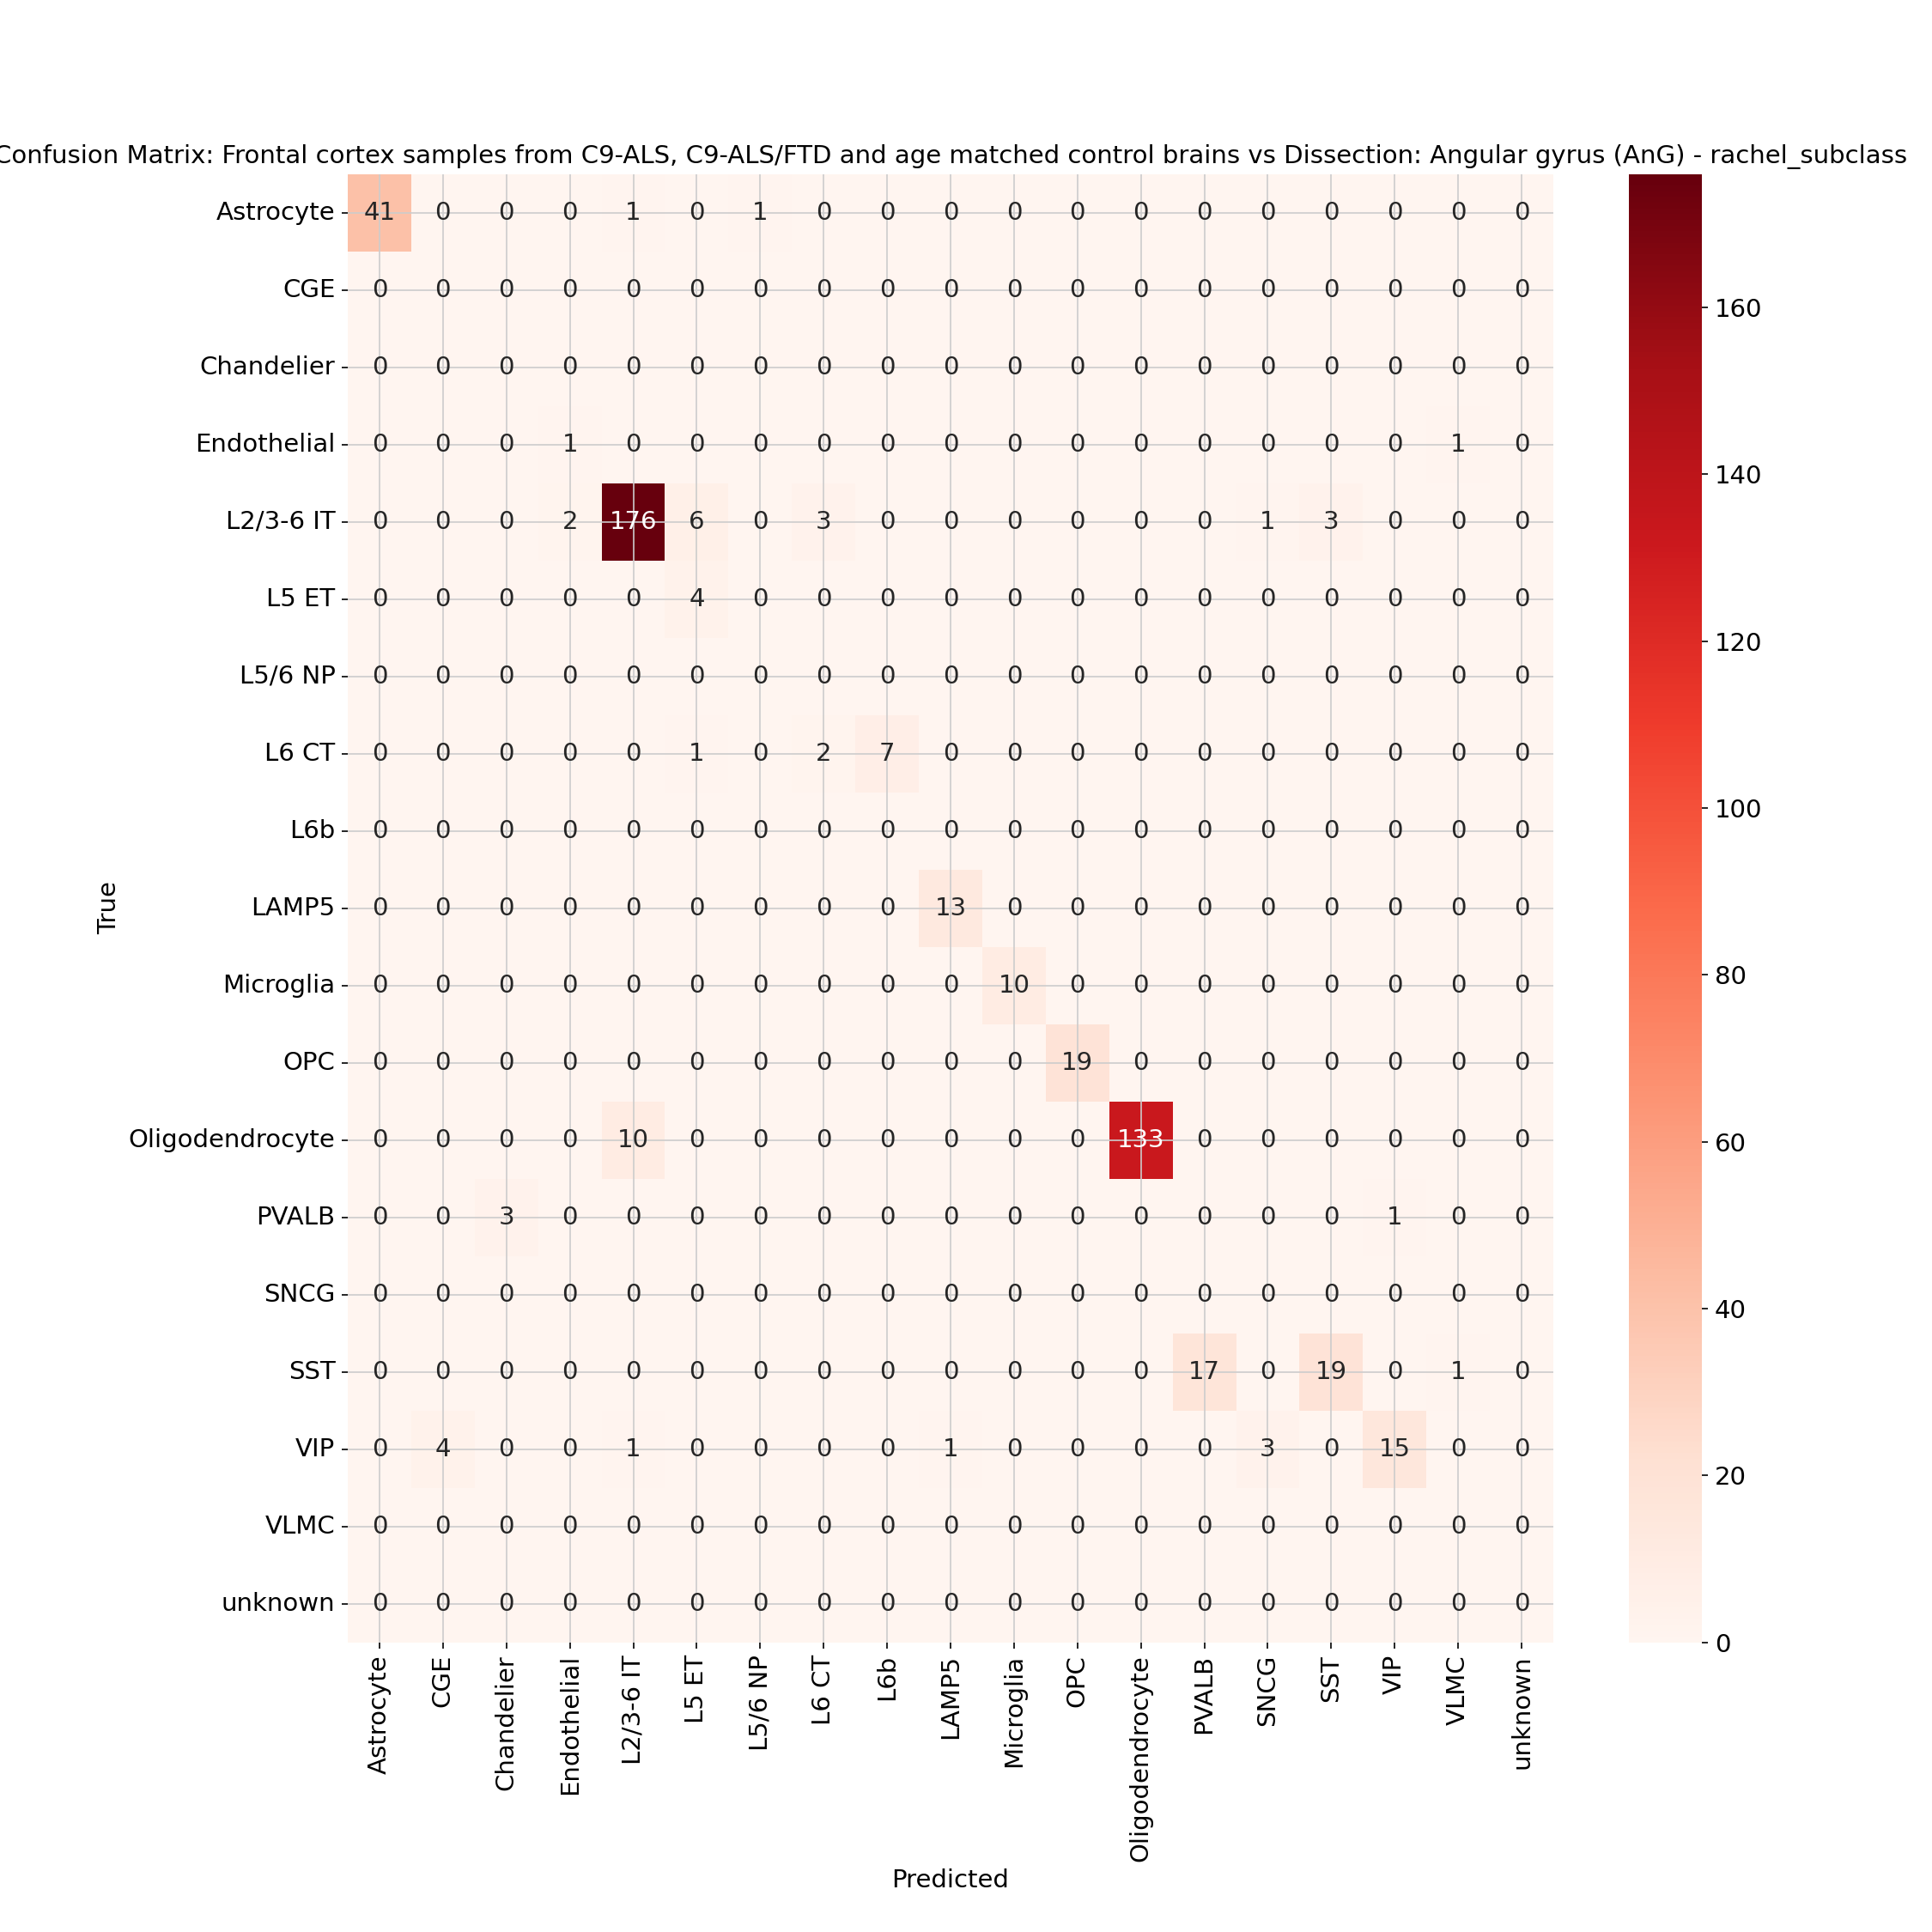 Confusion Matrix: Frontal cortex samples from C9-ALS, C9-ALS/FTD and age matched control brains vs Dissection: Angular gyrus (AnG) - rachel_subclass
Astrocyte 41 0 0 0 1 0 1 0 0 0 0 0 0 0 0 0 0 0 0
CGE 0 0 0 0 0 0 0 0 0 0 0 0 0 0 0 0 0 0 0
Chandelier 0 0 0 0 0 0 0 0 0 0 0 0 0 0 0 0 0 0 0
Endothelial 0 0 0 1 0 0 0 0 0 0 0 0 0 0 0 0 0 1 0
L2/3-6 IT 0 0 0 2 176 6 0 3 0 0 0 0 0 0 1 3 0 0 0
L5 ET 0 0 0 0 0 4 0 0 0 0 0 0 0 0 0 0 0 0 0
L5/6 NP 0 0 0 0 0 0 0 0 0 0 0 0 0 0 0 0 0 0 0
L6 CT 0 0 0 0 0 1 0 2 7 0 0 0 0 0 0 0 0 0 0
L6b 0 0 0 0 0 0 0 0 0 0 0 0 0 0 0 0 0 0 0
LAMP5 0 0 0 0 0 0 0 0 0 13 0 0 0 0 0 0 0 0 0
Microglia 0 0 0 0 0 0 0 0 0 0 10 0 0 0 0 0 0 0 0
OPC 0 0 0 0 0 0 0 0 0 0 0 19 0 0 0 0 0 0 0
Oligodendrocyte 0 0 0 0 10 0 0 0 0 0 0 0 133 0 0 0 0 0 0
PVALB 0 0 3 0 0 0 0 0 0 0 0 0 0 0 0 0 1 0 0
SNCG 0 0 0 0 0 0 0 0 0 0 0 0 0 0 0 0 0 0 0
SST 0 0 0 0 0 0 0 0 0 0 0 0 0 17 0 19 0 1 0
VIP 0 4 0 0 1 0 0 0 0 1 0 0 0 0 3 0 15 0 0
VLMC 0 0 0 0 0 0 0 0 0 0 0 0 0 0 0 0 0 0 0
unknown 0 0 0 0 0 0 0 0 0 0 0 0 0 0 0 0 0 0 0
True
Astrocyte
CGE
Chandelier
Endothelial
L2/3-6 IT
L5 ET
L5/6 NP
L6 CT
L6b
LAMP5
Microglia
OPC
Oligodendrocyte
PVALB
SNCG
SST
VIP
VLMC
unknown
Predicted
160
140
120
100
80
60
40
20
0